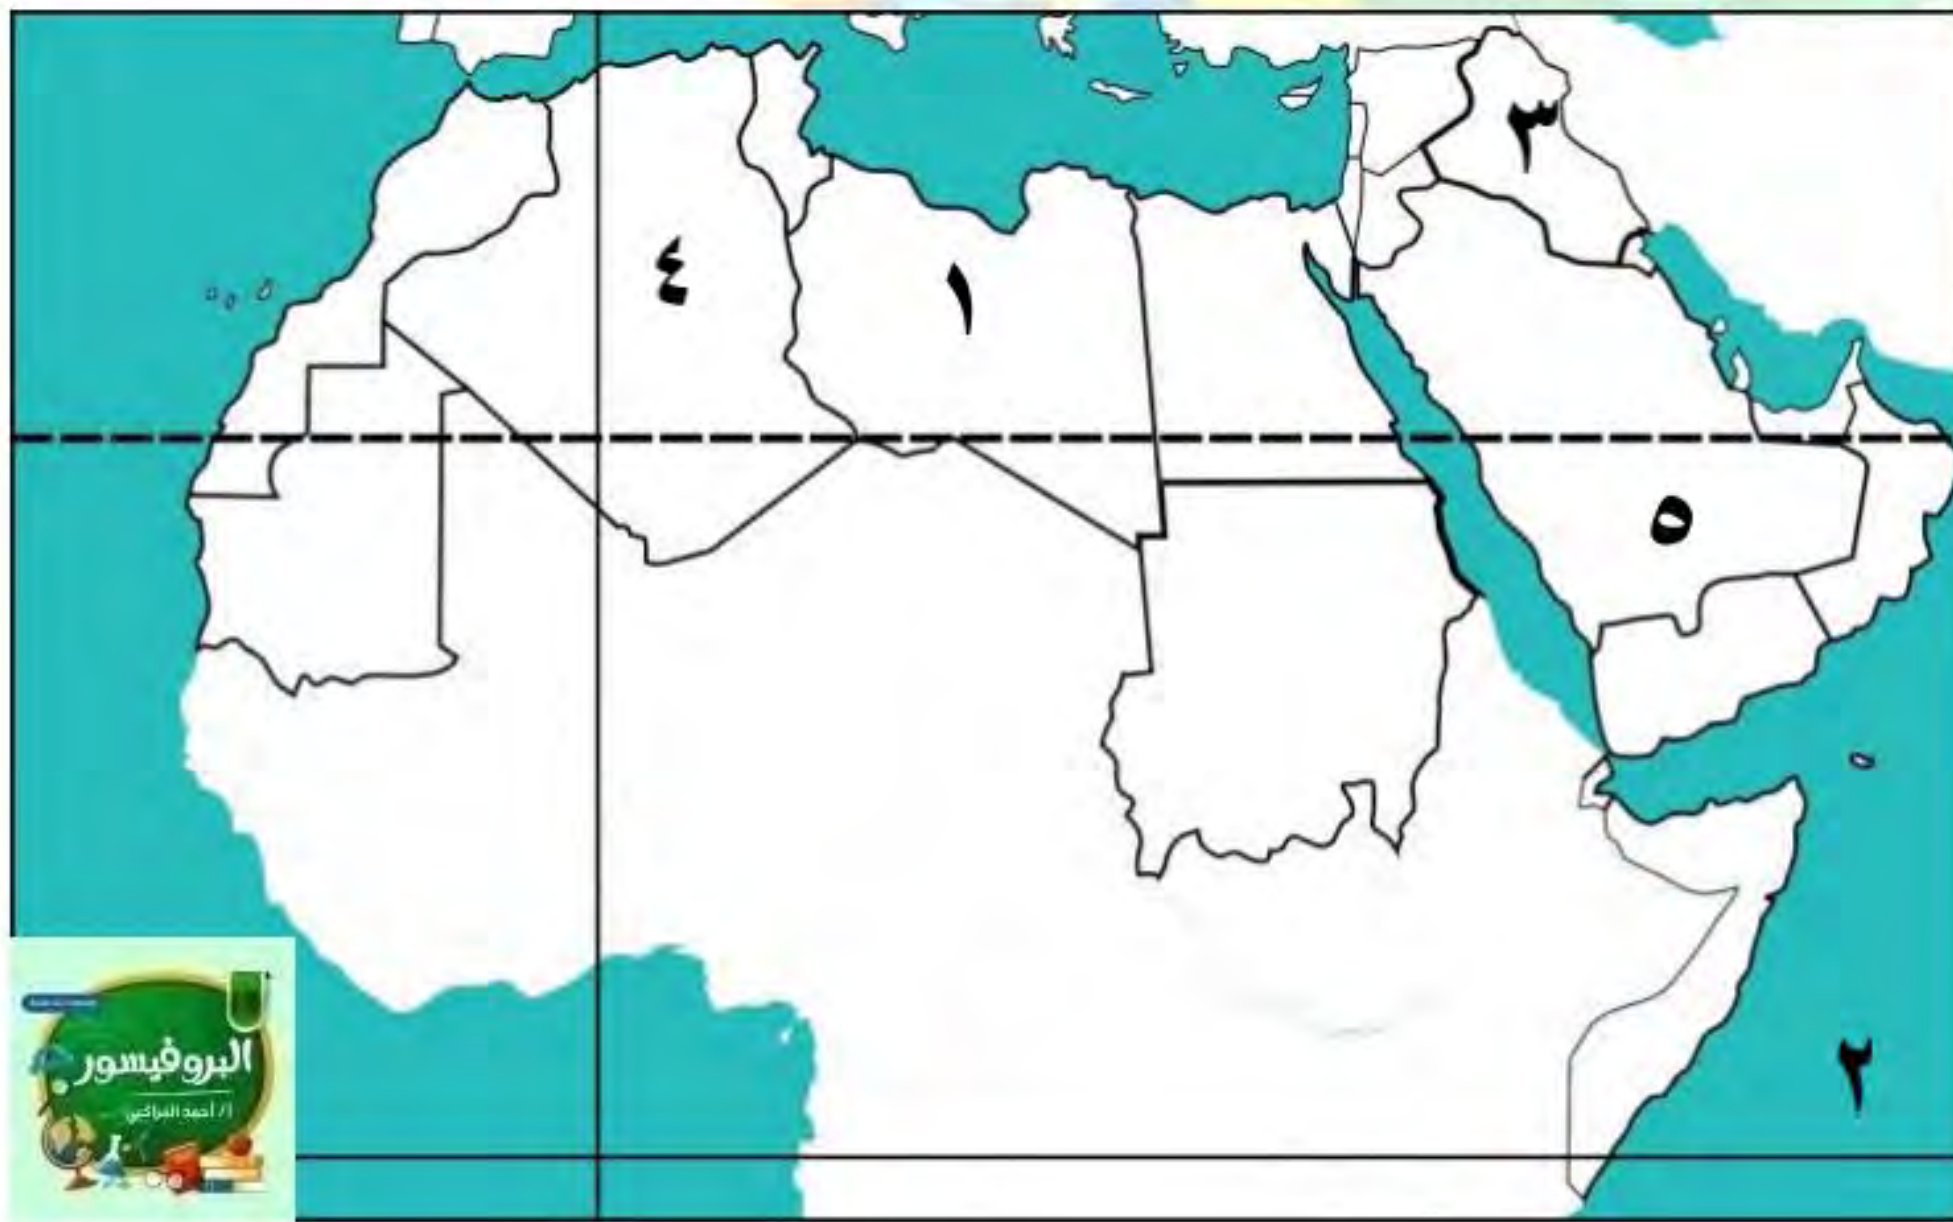 ٣
٤
١
٥
٢
البروفيسور
أ/ أحمد المراكبي